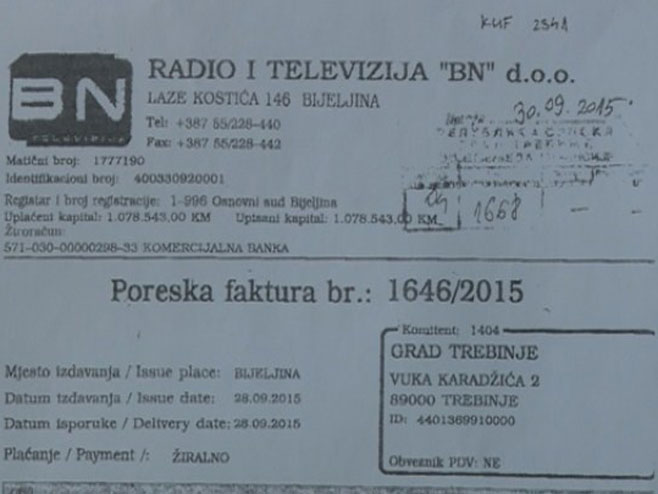 KUF 2341
BN
TELEVIZIJA
RADIO I TELEVIZIJA "BN" d.o.o.
LAZE KOSTIĆA 146 BIJELJINA
Tel: +387 55/228-440
Fax: +387 55/228-442
30.09.2015.
Matični broj: 1777190
Identifikacioni broj: 400330920001
Registar i broj registracije: 1-996 Osnovni sud Bijeljina
Uplaćeni kapital: 1.078.543,00 KM Upisani kapital: 1.078.543,00 KM
1668 - -
Žiroračun:
571-030-00000298-33 KOMERCIJALNA BANKA
Poreska faktura br.: 1646/2015
Komitent: 1404
GRAD TREBINJE
VUKA KARADŽIĆA 2
89000 TREBINJE
ID: 4401369910000
Obveznik PDV: NE
Mjesto izdavanja / Issue place: BIJELJINA
Datum izdavanja / Issue date: 28.09.2015
Datum isporuke / Delivery date: 28.09.2015
Plaćanje / Payment /: ŽIRALNO